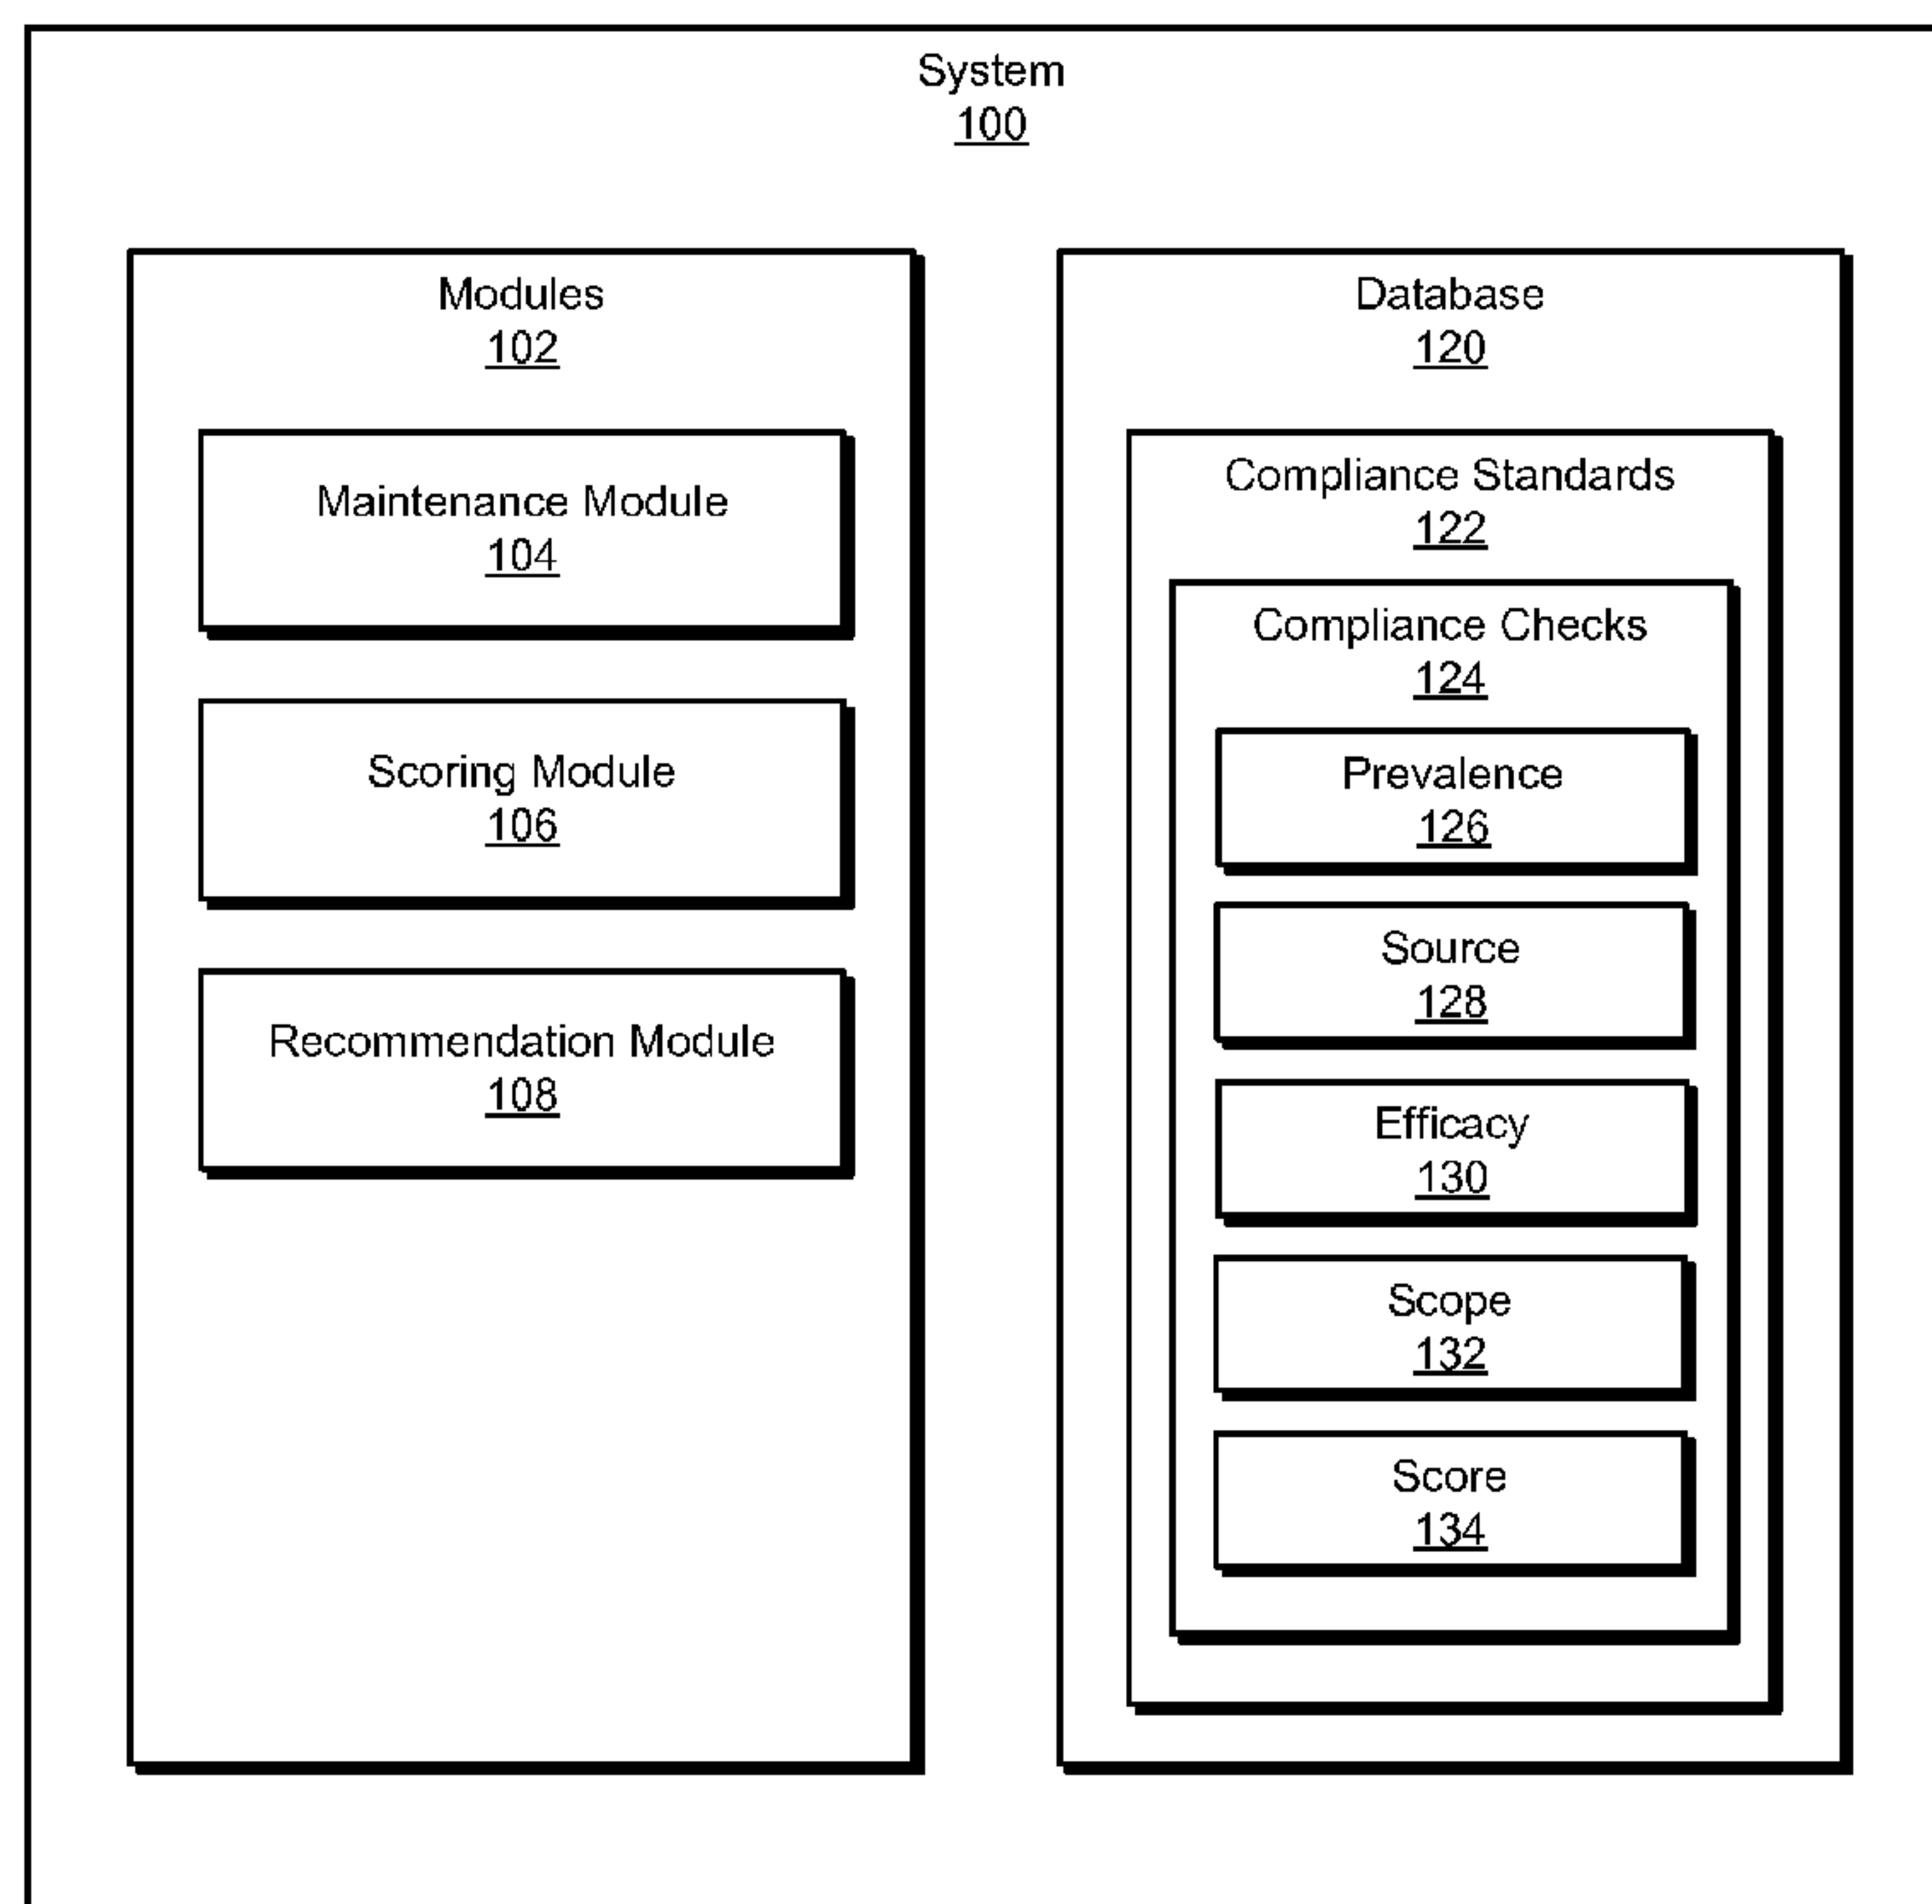 System
100
Modules
102
Maintenance Module
104
Scoring Module
106
Recommendation Module
108
Database
120
Compliance Standards
122
Compliance Checks
124
Prevalence
126
Source
128
Efficacy
130
Scope
132
Score
134